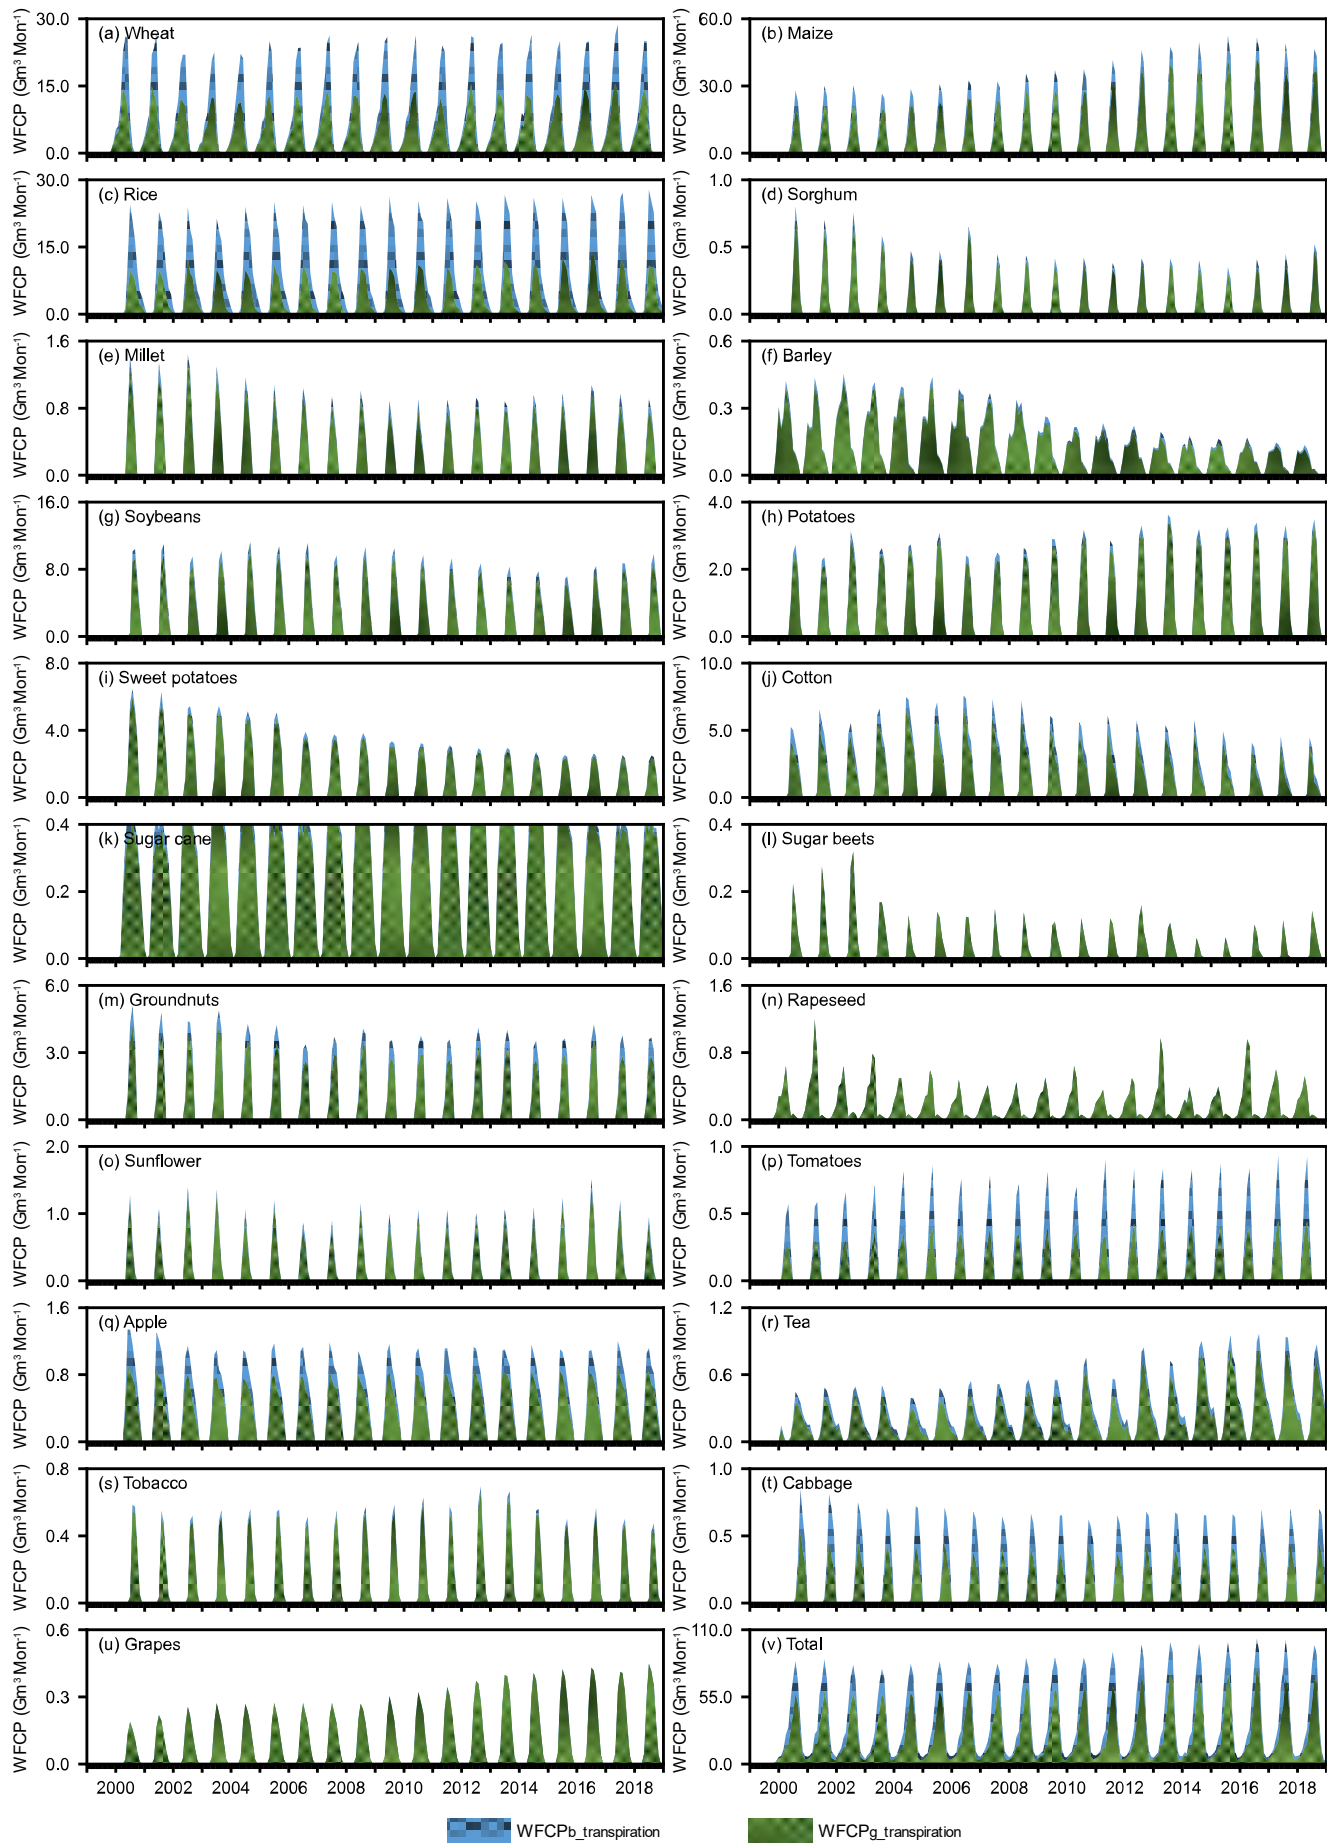 WFCP (Gm³ Mon⁻¹)
30.0
15.0
0.0
(a) Wheat
WFCP (Gm³ Mon⁻¹)
60.0
30.0
0.0
(b) Maize
WFCP (Gm³ Mon⁻¹)
30.0
15.0
0.0
(c) Rice
WFCP (Gm³ Mon⁻¹)
1.0
0.5
0.0
(d) Sorghum
WFCP (Gm³ Mon⁻¹)
1.6
0.8
0.0
(e) Millet
WFCP (Gm³ Mon⁻¹)
0.6
0.3
0.0
(f) Barley
WFCP (Gm³ Mon⁻¹)
16.0
8.0
0.0
(g) Soybeans
WFCP (Gm³ Mon⁻¹)
4.0
2.0
0.0
(h) Potatoes
WFCP (Gm³ Mon⁻¹)
8.0
4.0
0.0
(i) Sweet potatoes
WFCP (Gm³ Mon⁻¹)
10.0
5.0
0.0
(j) Cotton
WFCP (Gm³ Mon⁻¹)
0.4
0.2
0.0
(k) Sugar cane
WFCP (Gm³ Mon⁻¹)
0.4
0.2
0.0
(l) Sugar beets
WFCP (Gm³ Mon⁻¹)
6.0
3.0
0.0
(m) Groundnuts
WFCP (Gm³ Mon⁻¹)
1.6
0.8
0.0
(n) Rapeseed
WFCP (Gm³ Mon⁻¹)
2.0
1.0
0.0
(o) Sunflower
WFCP (Gm³ Mon⁻¹)
1.0
0.5
0.0
(p) Tomatoes
WFCP (Gm³ Mon⁻¹)
1.6
0.8
0.0
(q) Apple
WFCP (Gm³ Mon⁻¹)
1.2
0.6
0.0
(r) Tea
WFCP (Gm³ Mon⁻¹)
0.8
0.4
0.0
(s) Tobacco
WFCP (Gm³ Mon⁻¹)
1.0
0.5
0.0
(t) Cabbage
WFCP (Gm³ Mon⁻¹)
0.6
0.3
0.0
(u) Grapes
2000 2002 2004 2006 2008 2010 2012 2014 2016 2018
WFCP (Gm³ Mon⁻¹)
110.0
55.0
0.0
(v) Total
2000 2002 2004 2006 2008 2010 2012 2014 2016 2018
WFCPb_transpiration
WFCPg_transpiration